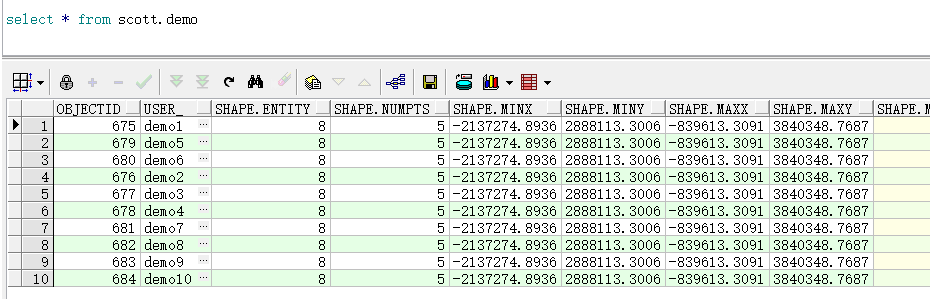 select * from scott.demo
OBJECTID USER_ SHAPE.ENTITY SHAPE.NUMPTS SHAPE.MINX SHAPE.MINY SHAPE.MAXX SHAPE.MAXY SHAPE.M
1 675 demo1 ... 8 5 -2137274.8936 2888113.3006 -839613.3091 3840348.7687
2 679 demo5 ... 8 5 -2137274.8936 2888113.3006 -839613.3091 3840348.7687
3 680 demo6 ... 8 5 -2137274.8936 2888113.3006 -839613.3091 3840348.7687
4 676 demo2 ... 8 5 -2137274.8936 2888113.3006 -839613.3091 3840348.7687
5 677 demo3 ... 8 5 -2137274.8936 2888113.3006 -839613.3091 3840348.7687
6 678 demo4 ... 8 5 -2137274.8936 2888113.3006 -839613.3091 3840348.7687
7 681 demo7 ... 8 5 -2137274.8936 2888113.3006 -839613.3091 3840348.7687
8 682 demo8 ... 8 5 -2137274.8936 2888113.3006 -839613.3091 3840348.7687
9 683 demo9 ... 8 5 -2137274.8936 2888113.3006 -839613.3091 3840348.7687
10 684 demo10 ... 8 5 -2137274.8936 2888113.3006 -839613.3091 3840348.7687